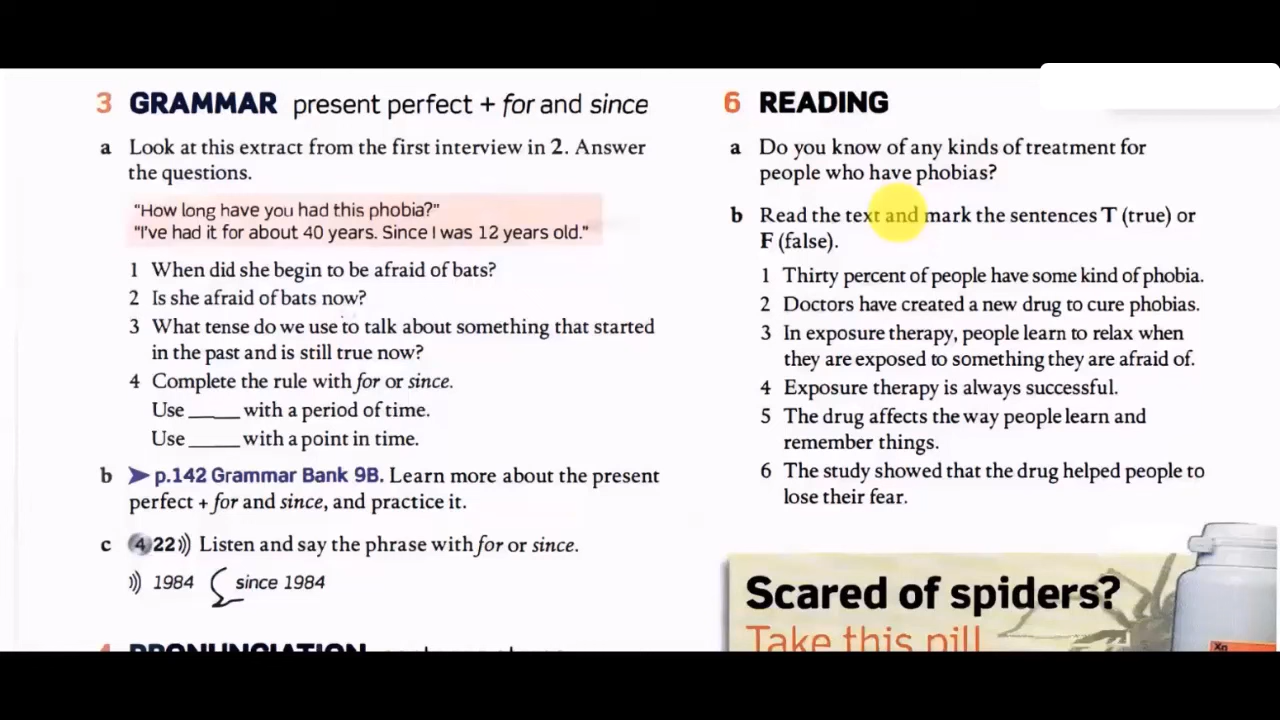 3 GRAMMAR present perfect + for and since
a Look at this extract from the first interview in 2. Answer
the questions.
"How long have you had this phobia?"
"I've had it for about 40 years. Since I was 12 years old."
1 When did she begin to be afraid of bats?
2 Is she afraid of bats now?
3 What tense do we use to talk about something that started
in the past and is still true now?
4 Complete the rule with for or since.
Use _____ with a period of time.
Use _____ with a point in time.
b ➤ p.142 Grammar Bank 9B. Learn more about the present
perfect + for and since, and practice it.
c 4 22))) Listen and say the phrase with for or since.
))) 1984 since 1984
4 PRONUNCIATION
6 READING
a Do you know of any kinds of treatment for
people who have phobias?
b Read the text and mark the sentences T (true) or
F (false).
1 Thirty percent of people have some kind of phobia.
2 Doctors have created a new drug to cure phobias.
3 In exposure therapy, people learn to relax when
they are exposed to something they are afraid of.
4 Exposure therapy is always successful.
5 The drug affects the way people learn and
remember things.
6 The study showed that the drug helped people to
lose their fear.
Scared of spiders?
Take this pill
Xn